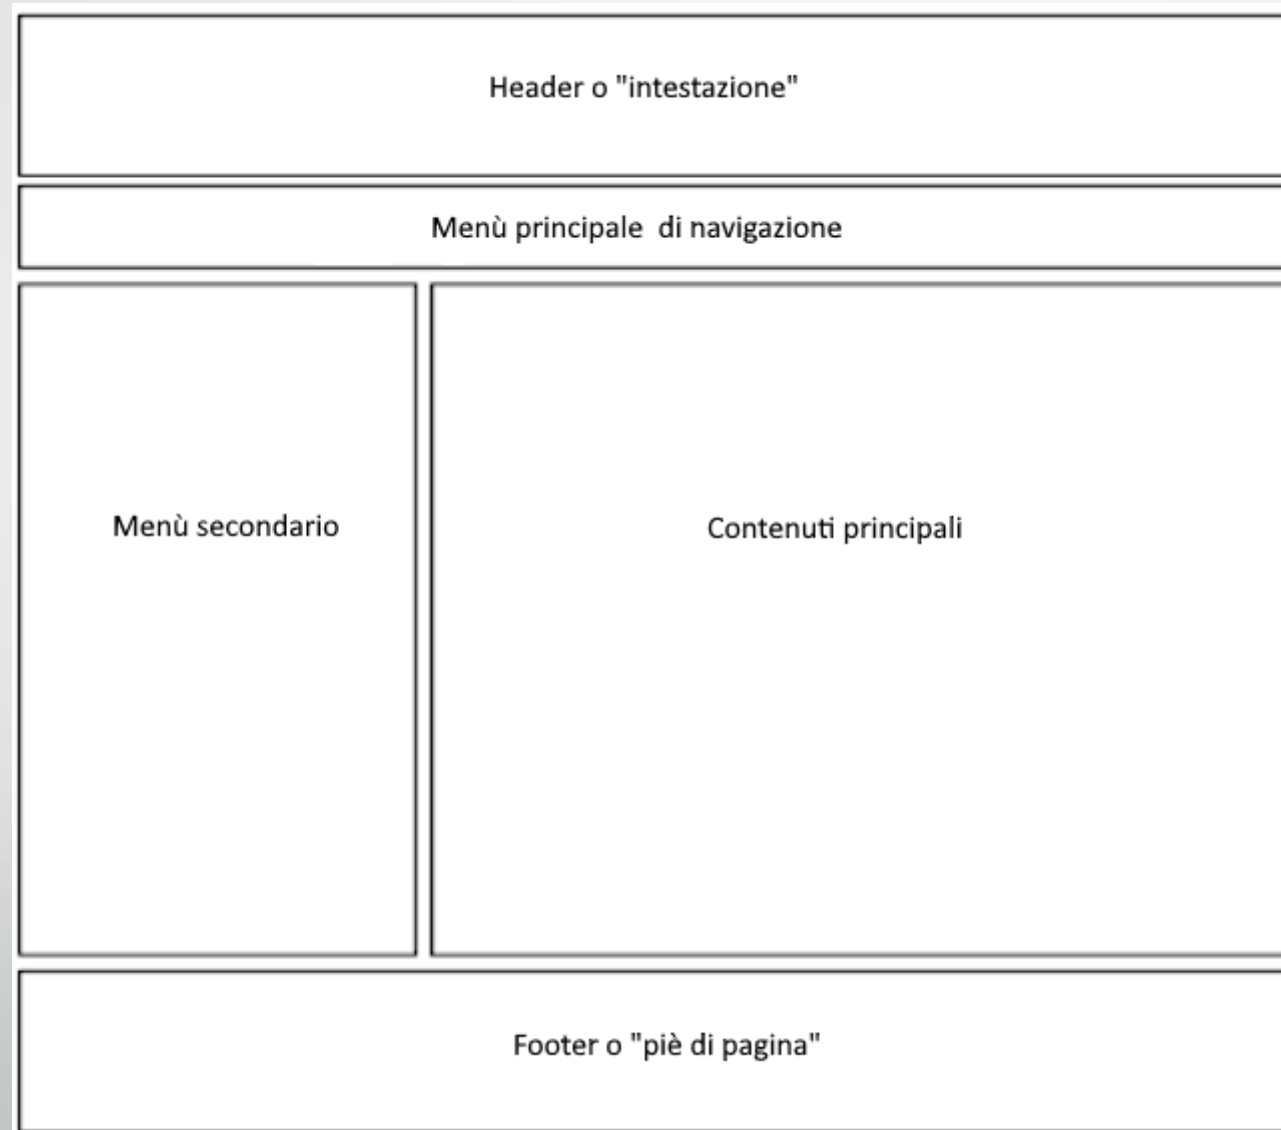 Header o "intestazione"
Menù principale  di navigazione
Menù secondario
Contenuti principali
Footer o "piè di pagina"